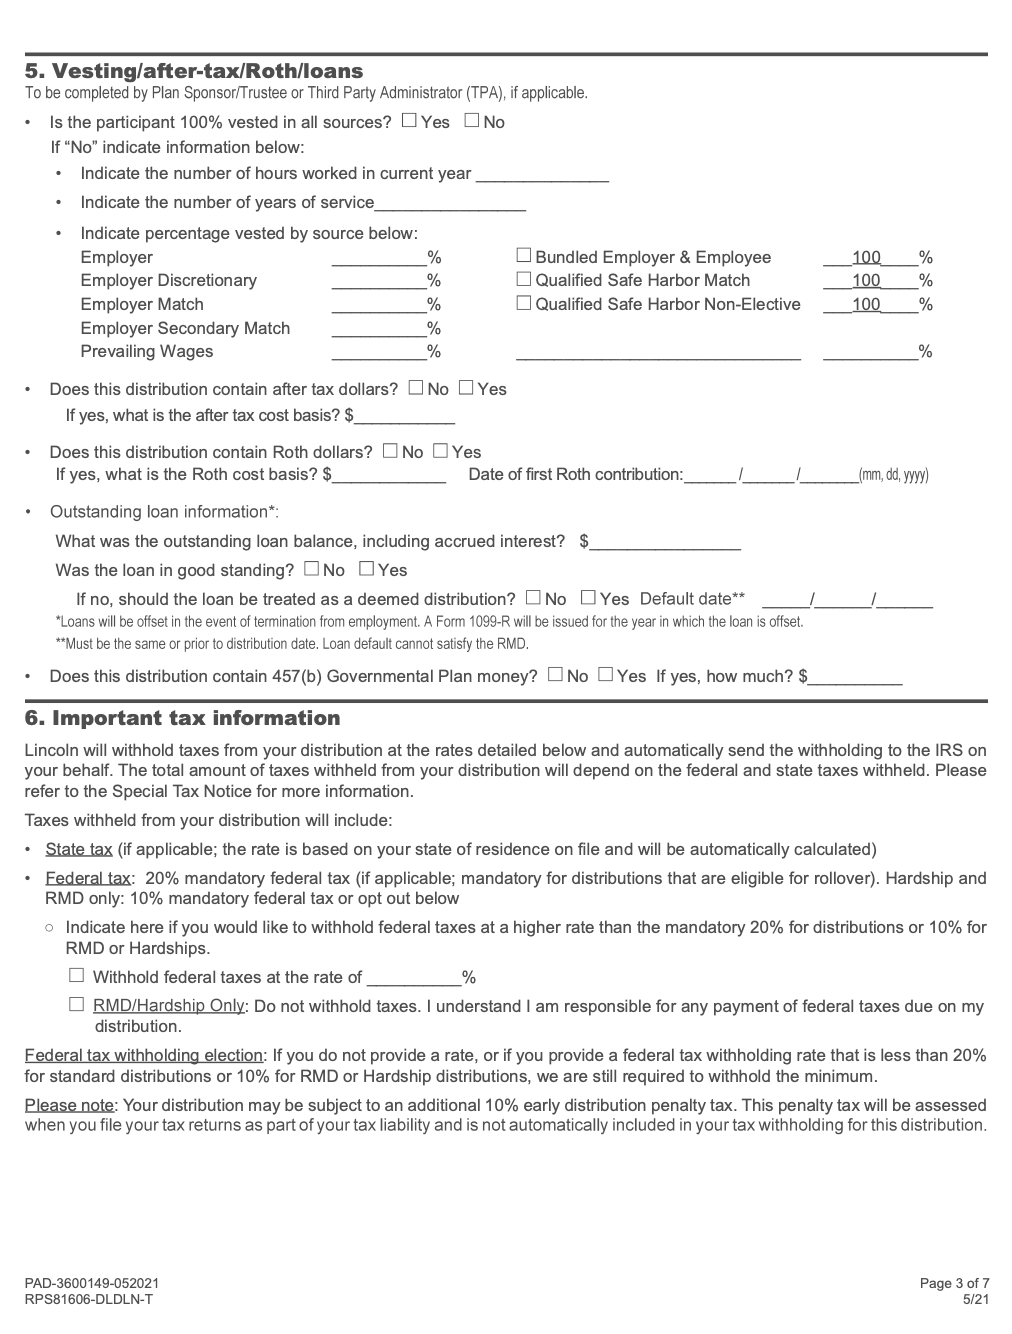 5. Vesting/after-tax/Roth/loans
To be completed by Plan Sponsor/Trustee or Third Party Administrator (TPA), if applicable.
• Is the participant 100% vested in all sources? ☐ Yes ☐ No
If “No” indicate information below:
• Indicate the number of hours worked in current year ______________
• Indicate the number of years of service________________
• Indicate percentage vested by source below:
Employer __________% ☐ Bundled Employer & Employee ___100____%
Employer Discretionary __________% ☐ Qualified Safe Harbor Match ___100____%
Employer Match __________% ☐ Qualified Safe Harbor Non-Elective ___100____%
Employer Secondary Match __________%
Prevailing Wages __________% ______________________________ __________%
• Does this distribution contain after tax dollars? ☐ No ☐ Yes
If yes, what is the after tax cost basis? $___________
• Does this distribution contain Roth dollars? ☐ No ☐ Yes
If yes, what is the Roth cost basis? $____________ Date of first Roth contribution:______ /______ /_______(mm, dd, yyyy)
• Outstanding loan information*:
What was the outstanding loan balance, including accrued interest? $________________
Was the loan in good standing? ☐ No ☐ Yes
If no, should the loan be treated as a deemed distribution? ☐ No ☐ Yes Default date** _____/______/______
*Loans will be offset in the event of termination from employment. A Form 1099-R will be issued for the year in which the loan is offset.
**Must be the same or prior to distribution date. Loan default cannot satisfy the RMD.
• Does this distribution contain 457(b) Governmental Plan money? ☐ No ☐ Yes If yes, how much? $__________
6. Important tax information
Lincoln will withhold taxes from your distribution at the rates detailed below and automatically send the withholding to the IRS on
your behalf. The total amount of taxes withheld from your distribution will depend on the federal and state taxes withheld. Please
refer to the Special Tax Notice for more information.
Taxes withheld from your distribution will include:
• State tax (if applicable; the rate is based on your state of residence on file and will be automatically calculated)
• Federal tax: 20% mandatory federal tax (if applicable; mandatory for distributions that are eligible for rollover). Hardship and
RMD only: 10% mandatory federal tax or opt out below
○ Indicate here if you would like to withhold federal taxes at a higher rate than the mandatory 20% for distributions or 10% for
RMD or Hardships.
☐ Withhold federal taxes at the rate of __________%
☐ RMD/Hardship Only: Do not withhold taxes. I understand I am responsible for any payment of federal taxes due on my
distribution.
Federal tax withholding election: If you do not provide a rate, or if you provide a federal tax withholding rate that is less than 20%
for standard distributions or 10% for RMD or Hardship distributions, we are still required to withhold the minimum.
Please note: Your distribution may be subject to an additional 10% early distribution penalty tax. This penalty tax will be assessed
when you file your tax returns as part of your tax liability and is not automatically included in your tax withholding for this distribution.
PAD-3600149-052021 Page 3 of 7
RPS81606-DLDLN-T 5/21